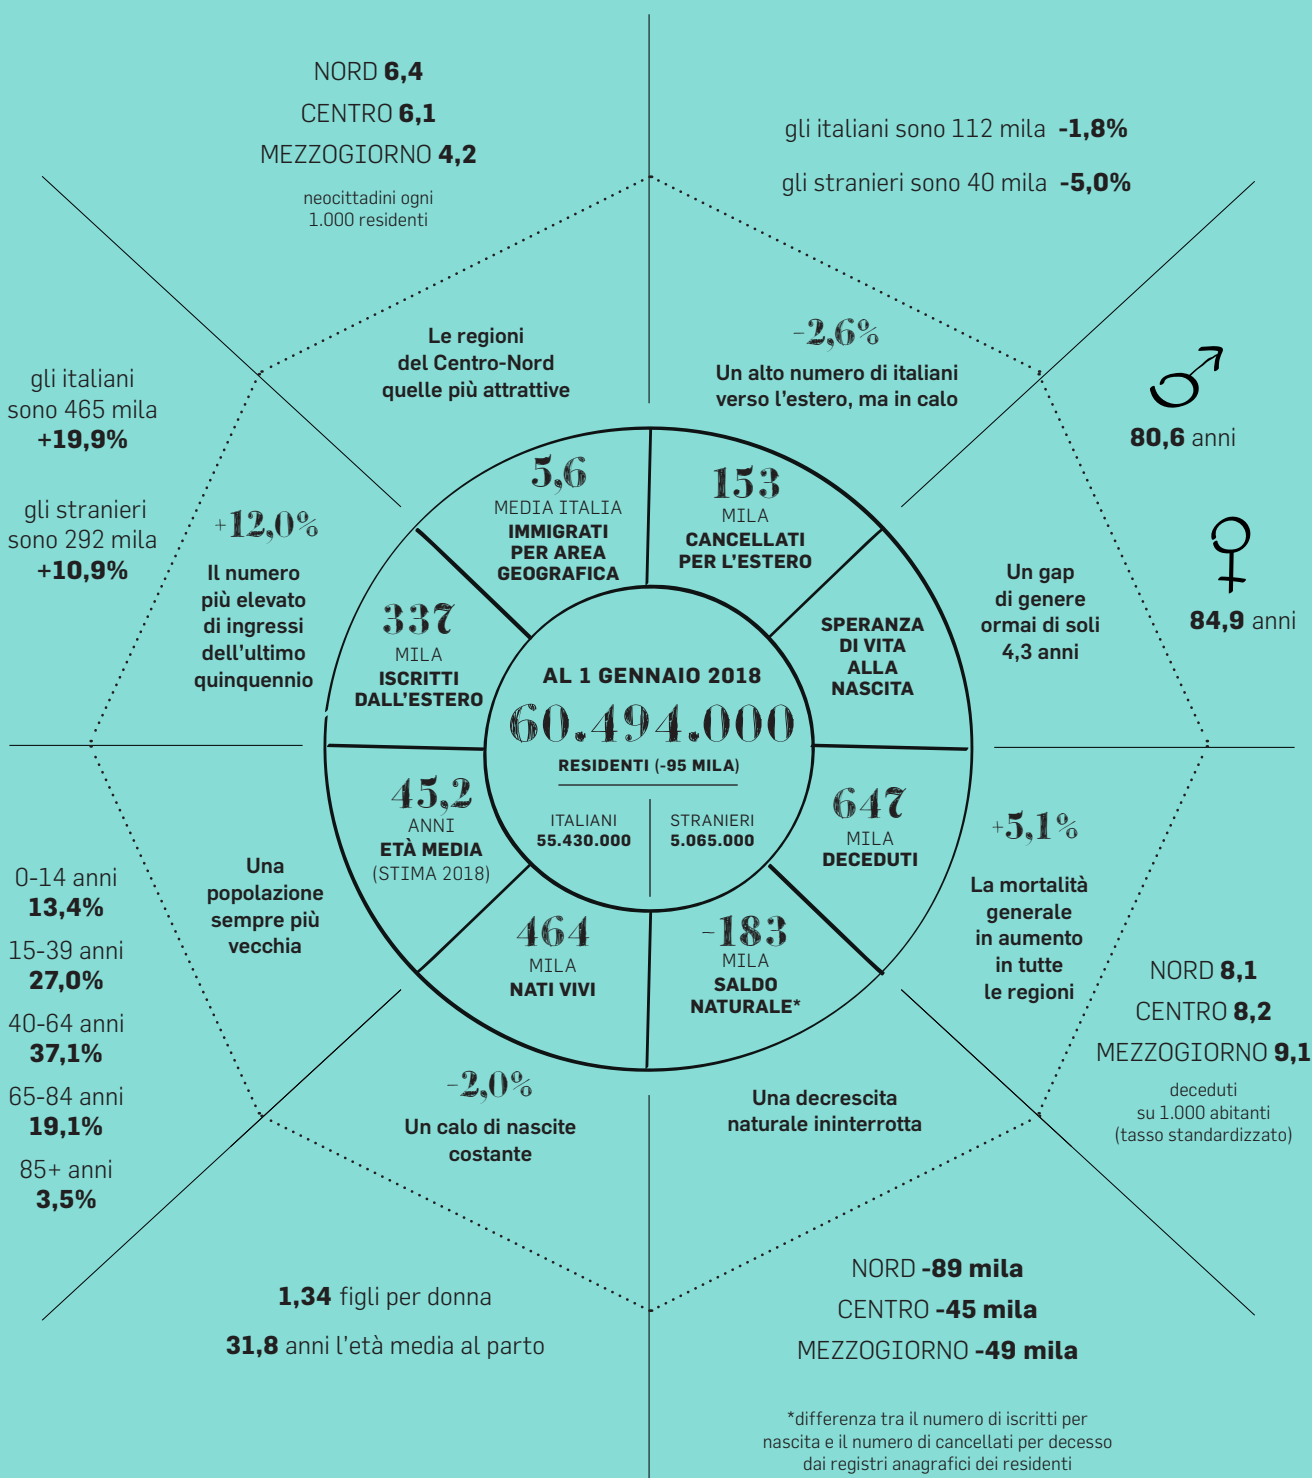 NORD 6,4
CENTRO 6,1
MEZZOGIORNO 4,2
neocittadini ogni
1.000 residenti
Le regioni
del Centro-Nord
quelle più attrattive
5,6
MEDIA ITALIA
IMMIGRATI
PER AREA
GEOGRAFICA
gli italiani sono 112 mila -1,8%
gli stranieri sono 40 mila -5,0%
-2,6%
Un alto numero di italiani
verso l'estero, ma in calo
153
MILA
CANCELLATI
PER L'ESTERO
80,6 anni
84,9 anni
Un gap
di genere
ormai di soli
4,3 anni
SPERANZA
DI VITA
ALLA
NASCITA
gli italiani
sono 465 mila
+19,9%
gli stranieri
sono 292 mila
+10,9%
+12,0%
Il numero
più elevato
di ingressi
dell'ultimo
quinquennio
337
MILA
ISCRITTI
DALL'ESTERO
AL 1 GENNAIO 2018
60.494.000
RESIDENTI (-95 MILA)
ITALIANI
55.430.000
STRANIERI
5.065.000
45,2
ANNI
ETÀ MEDIA
(STIMA 2018)
Una
popolazione
sempre più
vecchia
0-14 anni
13,4%
15-39 anni
27,0%
40-64 anni
37,1%
65-84 anni
19,1%
85+ anni
3,5%
647
MILA
DECEDUTI
+5,1%
La mortalità
generale
in aumento
in tutte
le regioni
NORD 8,1
CENTRO 8,2
MEZZOGIORNO 9,1
deceduti
su 1.000 abitanti
(tasso standardizzato)
464
MILA
NATI VIVI
-2,0%
Un calo di nascite
costante
1,34 figli per donna
31,8 anni l'età media al parto
-183
MILA
SALDO
NATURALE*
Una decrescita
naturale ininterrotta
NORD -89 mila
CENTRO -45 mila
MEZZOGIORNO -49 mila
*differenza tra il numero di iscritti per
nascita e il numero di cancellati per decesso
dai registri anagrafici dei residenti